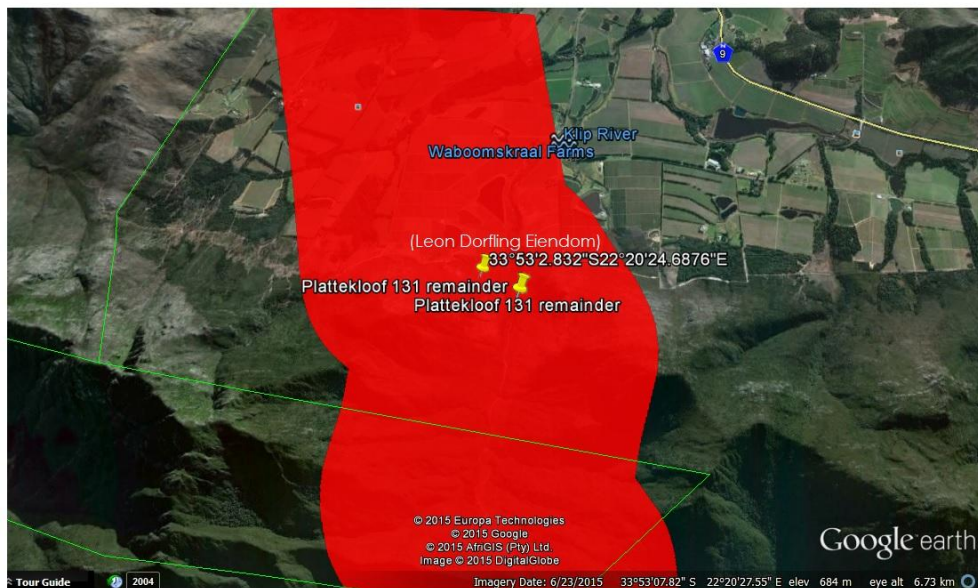 9
Klip River
Waboomskraal Farms
(Leon Dorfling Eiendom)
33°53'2.832"S22°20'24.6876"E
Plattekloof 131 remainder
Plattekloof 131 remainder
© 2015 Europa Technologies
© 2015 Google
© 2015 AfriGIS (Pty) Ltd.
Image © 2015 DigitalGlobe
Google earth
Tour Guide
2004
Imagery Date: 6/23/2015 33°53'07.82" S 22°20'27.55" E elev 684 m eye alt 6.73 km